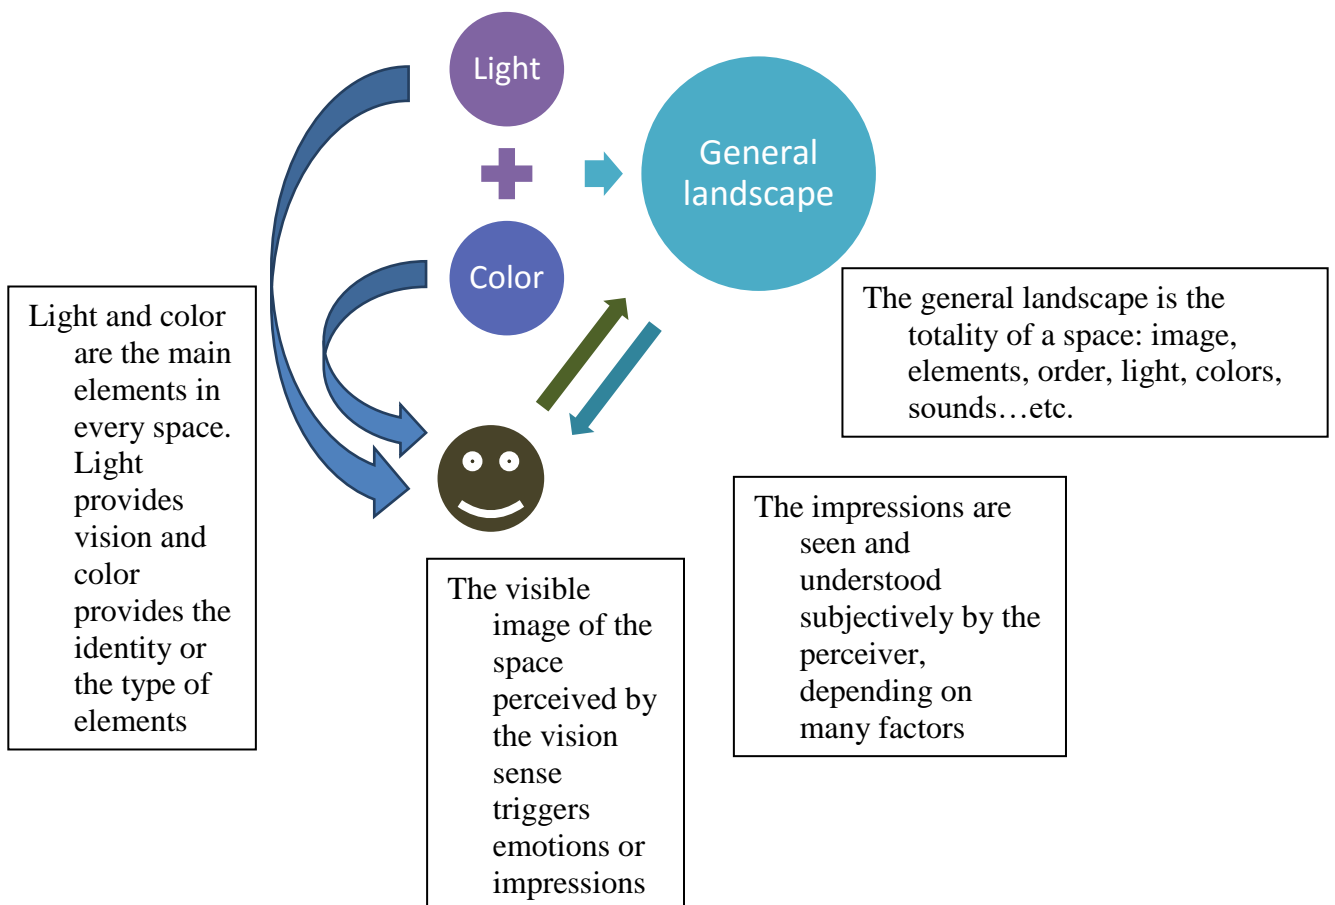 Light
General
landscape
Color
Light and color
are the main
elements in
every space.
Light
provides
vision and
color
provides the
identity or
the type of
elements
The general landscape is the
totality of a space: image,
elements, order, light, colors,
sounds…etc.
The impressions are
seen and
understood
subjectively by the
perceiver,
depending on
many factors
The visible
image of the
space
perceived by
the vision
sense
triggers
emotions or
impressions